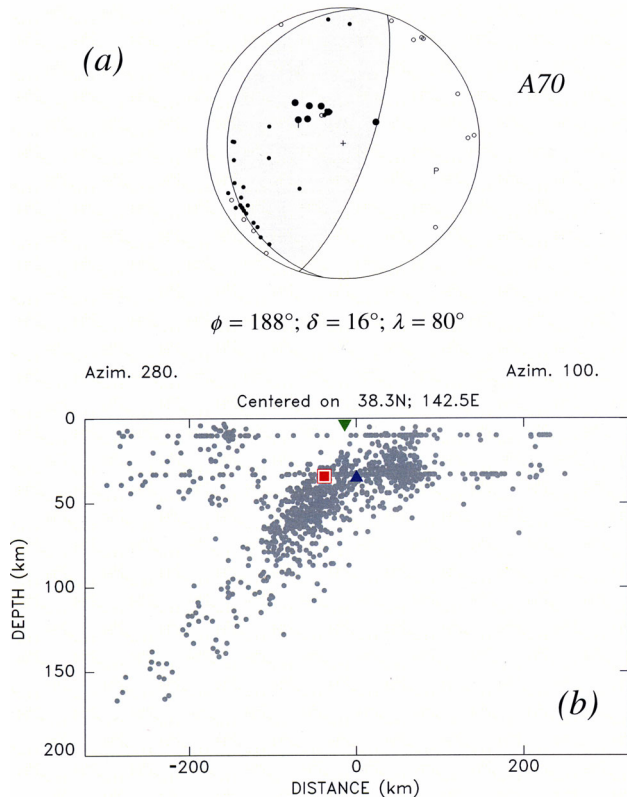 (a)
A70
P
T
ϕ = 188°; δ = 16°; λ = 80°
Azim. 280.
Azim. 100.
Centered on 38.3N; 142.5E
0
50
100
150
200
DEPTH (km)
(b)
-200
0
200
DISTANCE (km)